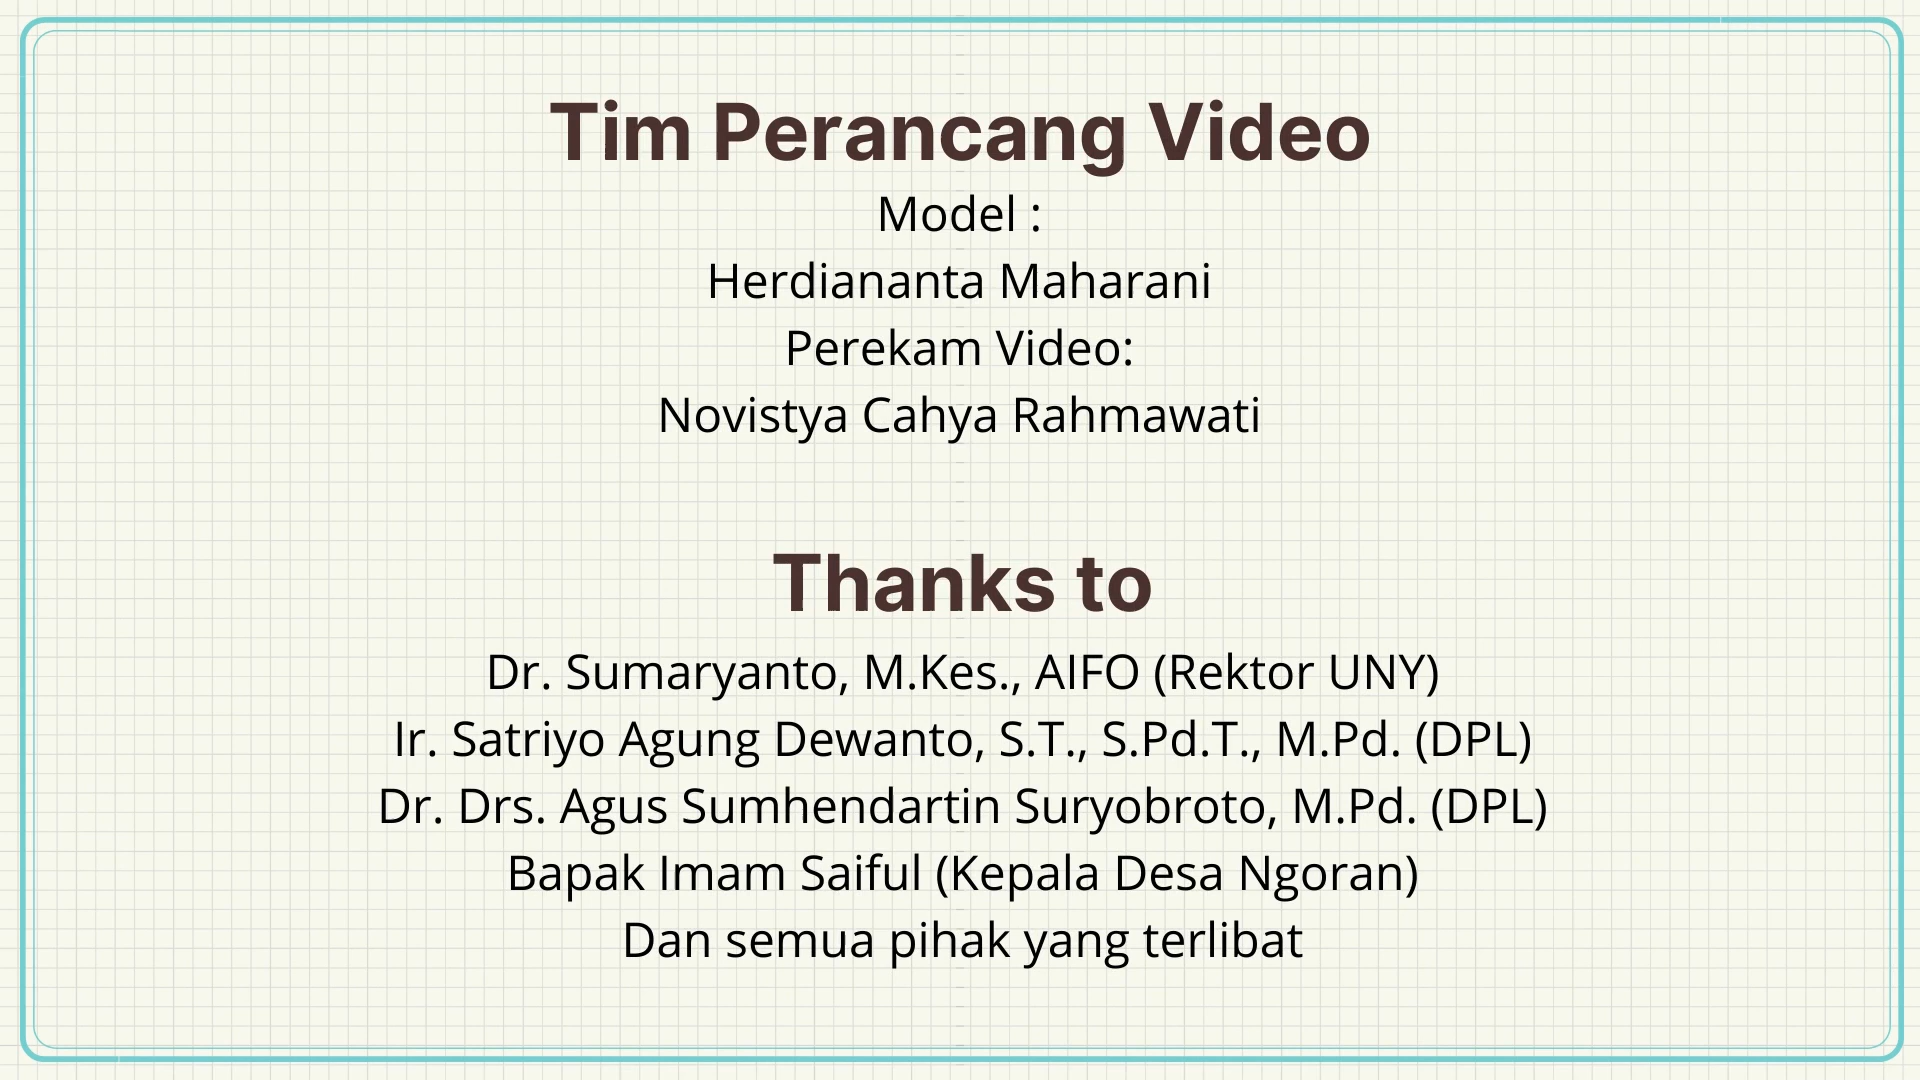 Tim Perancang Video
Model :
Herdiananta Maharani
Perekam Video:
Novistya Cahya Rahmawati
Thanks to
Dr. Sumaryanto, M.Kes., AIFO (Rektor UNY)
Ir. Satriyo Agung Dewanto, S.T., S.Pd.T., M.Pd. (DPL)
Dr. Drs. Agus Sumhendartin Suryobroto, M.Pd. (DPL)
Bapak Imam Saiful (Kepala Desa Ngoran)
Dan semua pihak yang terlibat